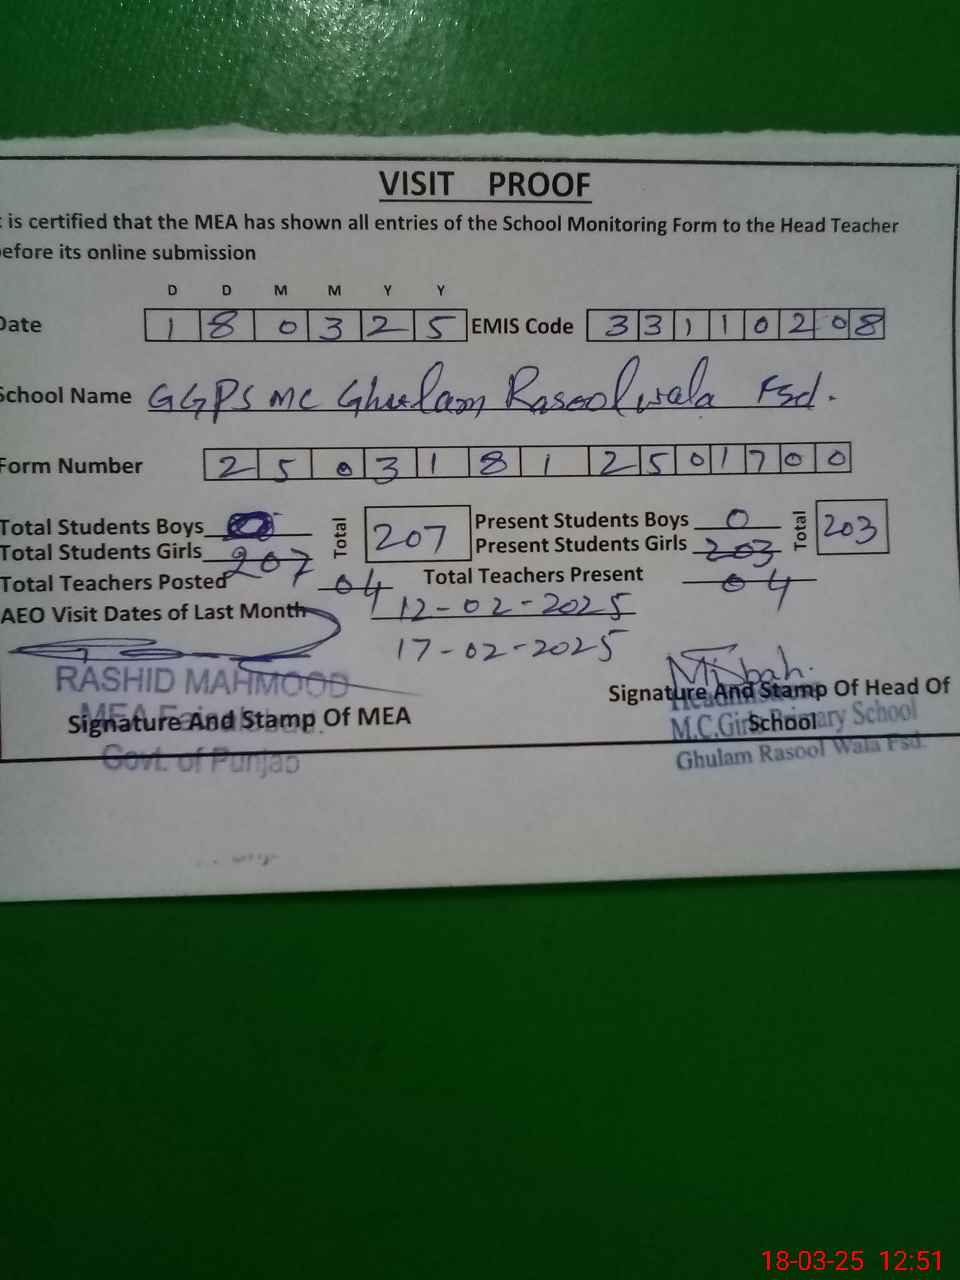 VISIT PROOF
is certified that the MEA has shown all entries of the School Monitoring Form to the Head Teacher
efore its online submission
D D M M Y Y
Date 1 8 0 3 2 5 EMIS Code 3 3 1 1 0 2 0 8
School Name GGPS MC Ghulam Rasool wala Fsd.
Form Number 2 5 0 3 1 8 1 2 5 0 1 7 0 0
Total Students Boys Total 207 Present Students Boys 0 Total 203
Total Students Girls 207 Present Students Girls 203
Total Teachers Posted 04 Total Teachers Present 04
AEO Visit Dates of Last Month 12-02-2025
17-02-2025
RASHID MAHMOOD Misbah.
Signature And Stamp Of MEA Signature And Stamp Of Head Of School
MEA
Govt. of Punjab
Headmistress
M.C.Girls Primary School
Ghulam Rasool Wala Fsd.
18-03-25 12:51